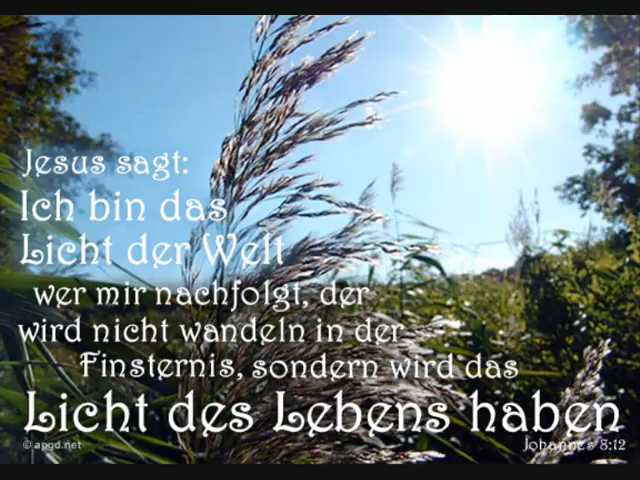 Jesus sagt:
Ich bin das
Licht der Welt
wer mir nachfolgt, der
wird nicht wandeln in der
Finsternis, sondern wird das
Licht des Lebens haben
© apgd.net
Johannes 8:12